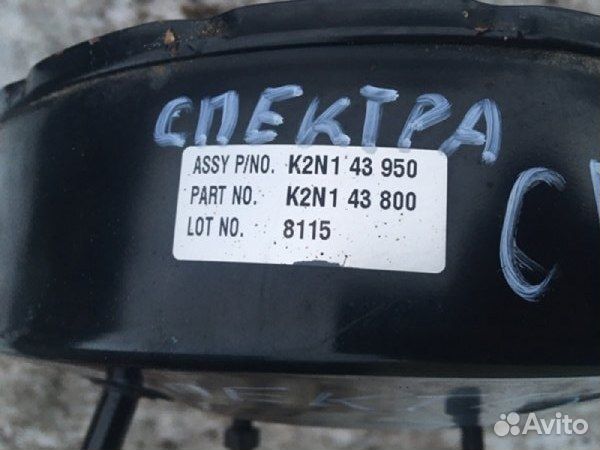 СПЕКТРА
ASSY P/NO. K2N1 43 950
PART NO. K2N1 43 800
LOT NO. 8115
С
Avito